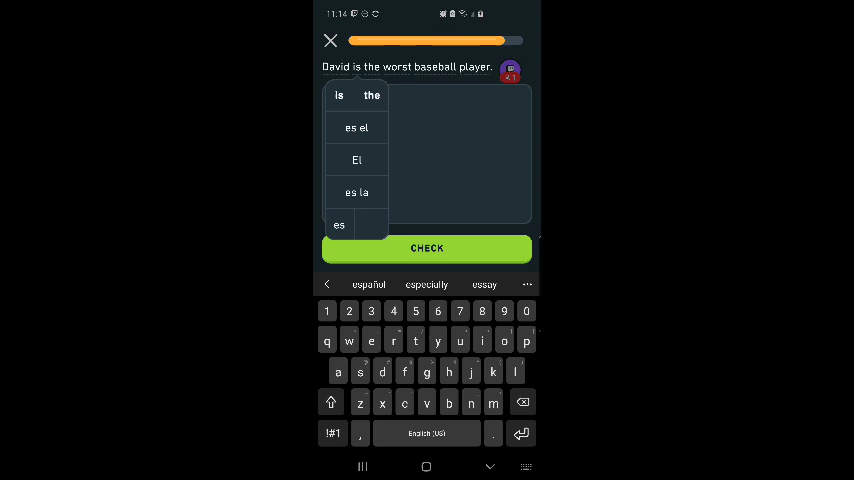 11:14
David is the worst baseball player.
is the
es el
El
es la
es
CHECK
español especially essay
1 2 3 4 5 6 7 8 9 0
q w e r t y u i o p
a s d f g h j k l
z x c v b n m
!#1 , English (US) .